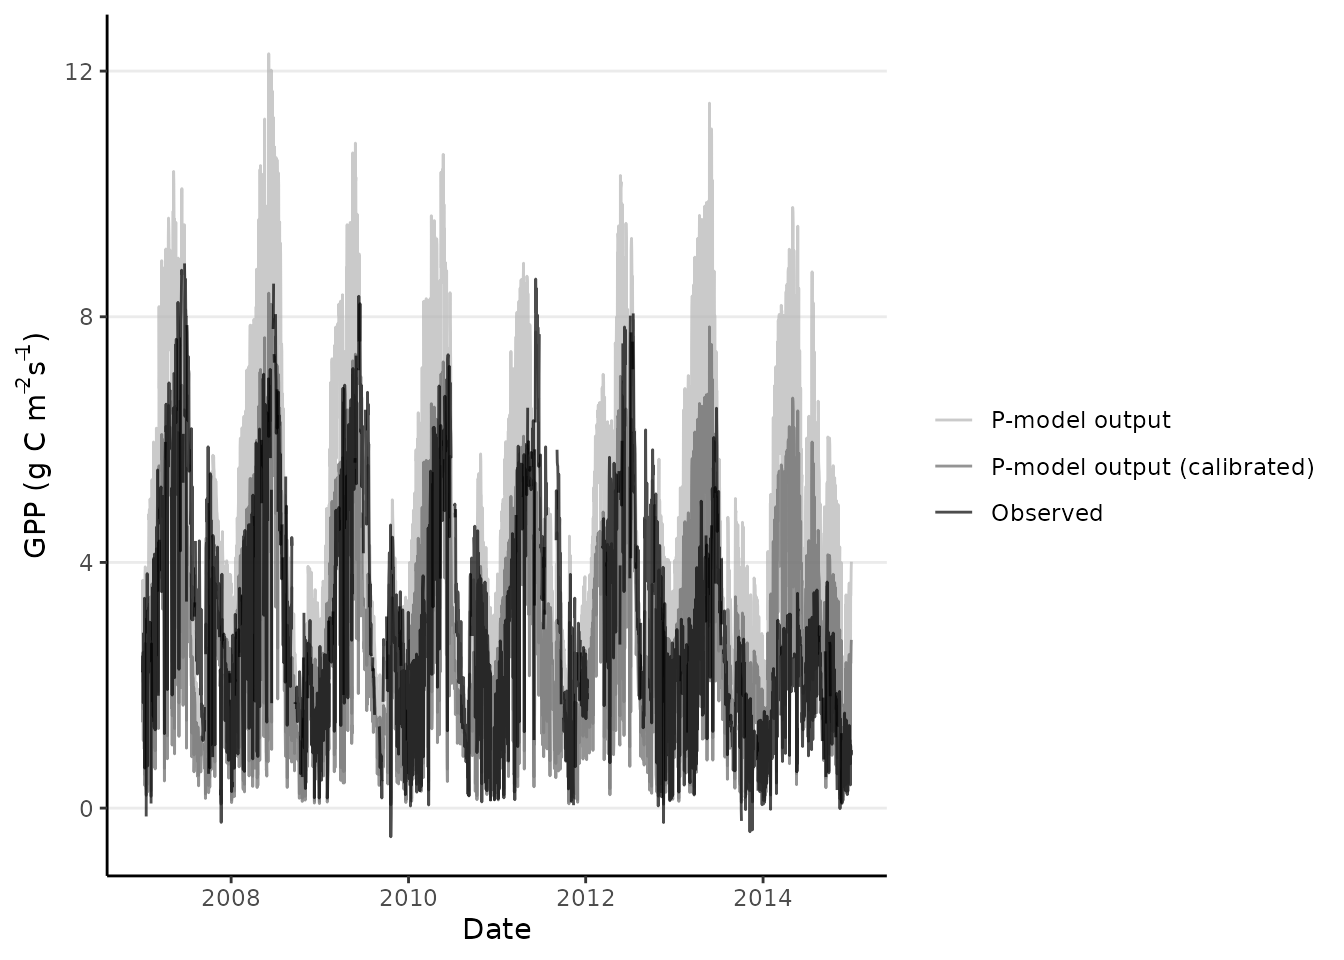 12
8
4
0
GPP (g C m⁻²s⁻¹)
2008
2010
2012
2014
Date
P-model output
P-model output (calibrated)
Observed